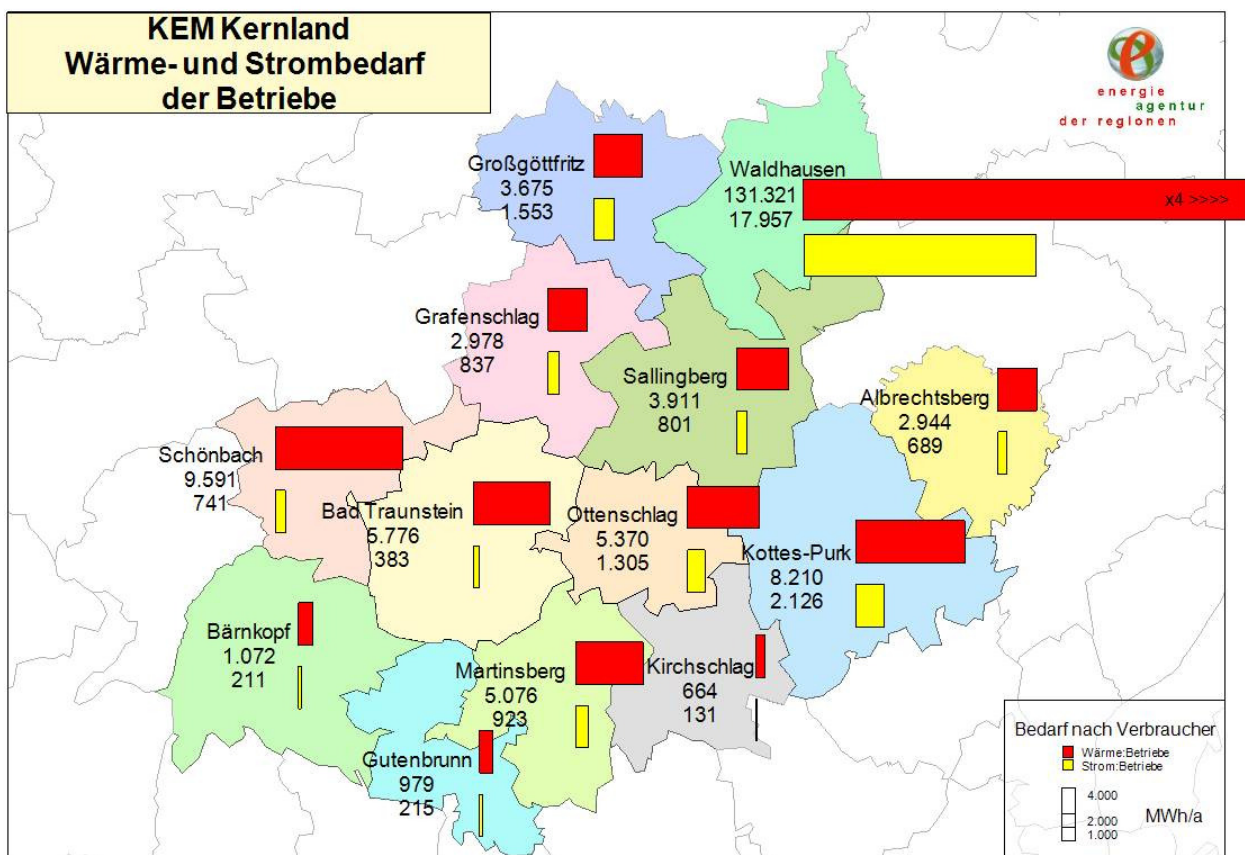 KEM Kernland
Wärme- und Strombedarf
der Betriebe
energie
agentur
der regionen
Großgöttfritz
3.675
1.553
Waldhausen
131.321
17.957
x4 >>>>
Grafenschlag
2.978
837
Sallingberg
3.911
801
Albrechtsberg
2.944
689
Schönbach
9.591
741
Bad Traunstein
5.776
383
Ottenschlag
5.370
1.305
Kottes-Purk
8.210
2.126
Bärnkopf
1.072
211
Martinsberg
5.076
923
Kirchschlag
664
131
Gutenbrunn
979
215
Bedarf nach Verbraucher
Wärme:Betriebe
Strom:Betriebe
4.000
2.000
1.000
MWh/a